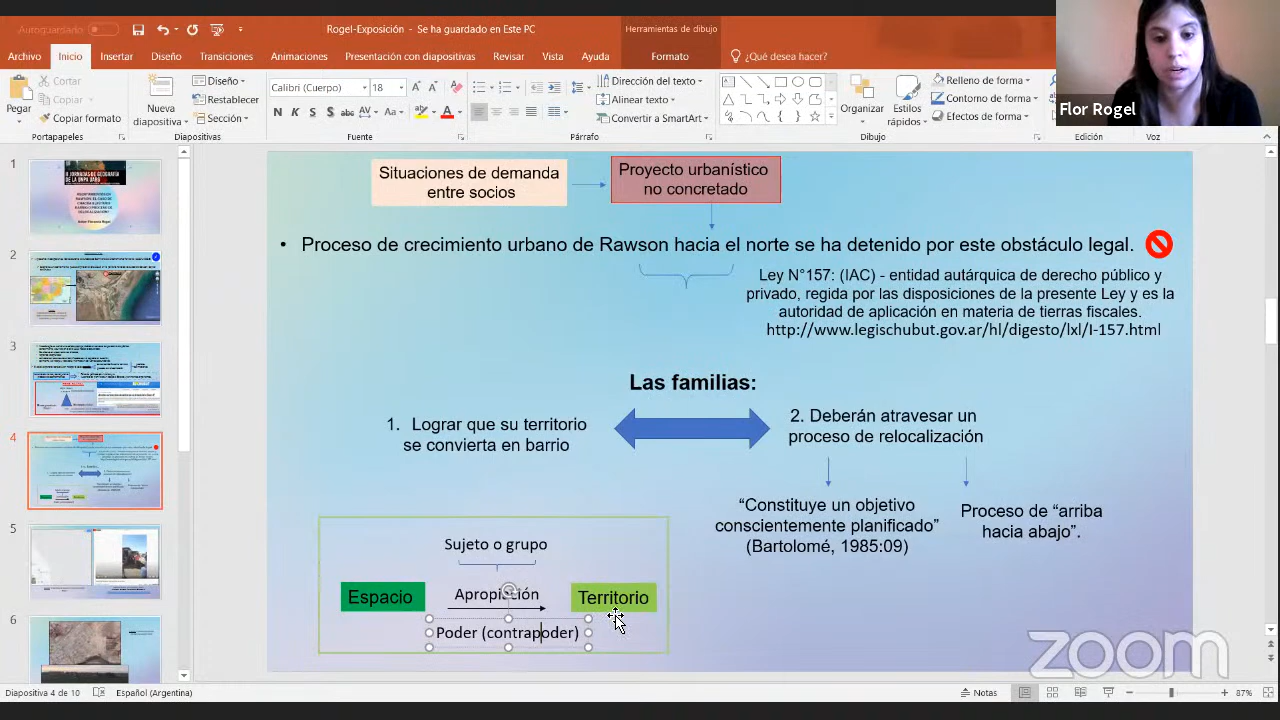 Autoguardado
Rogel-Exposición - Se ha guardado en Este PC
Herramientas de dibujo
Archivo Inicio Insertar Diseño Transiciones Animaciones Presentación con diapositivas Revisar Vista Ayuda Formato ¿Qué desea hacer?
Pegar
Cortar
Copiar
Copiar formato
Nueva diapositiva
Diseño
Restablecer
Sección
Calibri (Cuerpo) 18
N K S
Dirección del texto
Alinear texto
Convertir a SmartArt
Organizar
Estilos rápidos
Relleno de forma
Contorno de forma
Efectos de forma
Portapapeles Diapositivas Fuente Párrafo Dibujo Edición Voz
Flor Rogel
1
2
3
4
5
6
Situaciones de demanda
entre socios
Proyecto urbanístico
no concretado
• Proceso de crecimiento urbano de Rawson hacia el norte se ha detenido por este obstáculo legal.
Ley N°157: (IAC) - entidad autárquica de derecho público y
privado, regida por las disposiciones de la presente Ley y es la
autoridad de aplicación en materia de tierras fiscales.
http://www.legischubut.gov.ar/hl/digesto/lxl/I-157.html
Las familias:
1. Lograr que su territorio
se convierta en barrio
2. Deberán atravesar un
proceso de relocalización
“Constituye un objetivo
conscientemente planificado”
(Bartolomé, 1985:09)
Proceso de “arriba
hacia abajo”.
Sujeto o grupo
Espacio
Apropiación
Territorio
Poder (contrapoder)
zoom
Diapositiva 4 de 10 Español (Argentina) Notas 87%